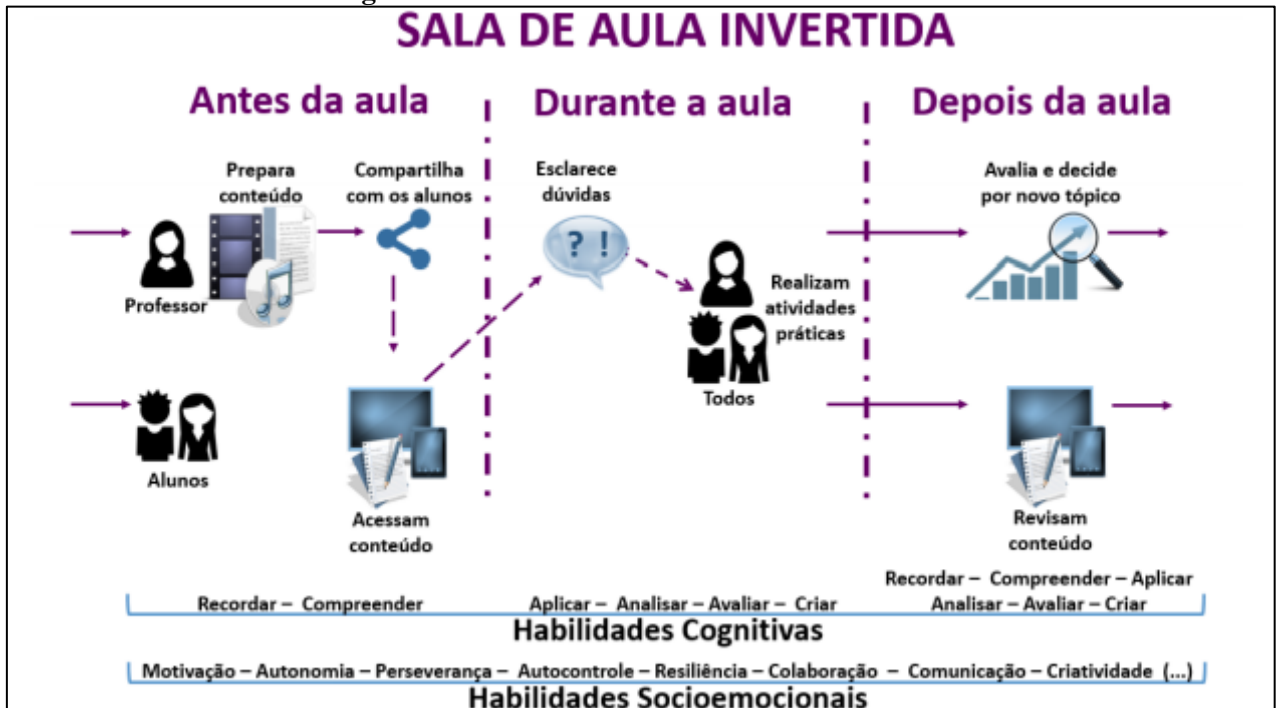 SALA DE AULA INVERTIDA
Antes da aula
Durante a aula
Depois da aula
Prepara
conteúdo
Compartilha
com os alunos
Esclarece
dúvidas
Avalia e decide
por novo tópico
? !
Professor
Realizam
atividades
práticas
Todos
Alunos
Acessam
conteúdo
Revisam
conteúdo
Recordar – Compreender
Aplicar – Analisar – Avaliar – Criar
Recordar – Compreender – Aplicar
Analisar – Avaliar – Criar
Habilidades Cognitivas
Motivação – Autonomia – Perseverança – Autocontrole – Resiliência – Colaboração – Comunicação – Criatividade (...)
Habilidades Socioemocionais